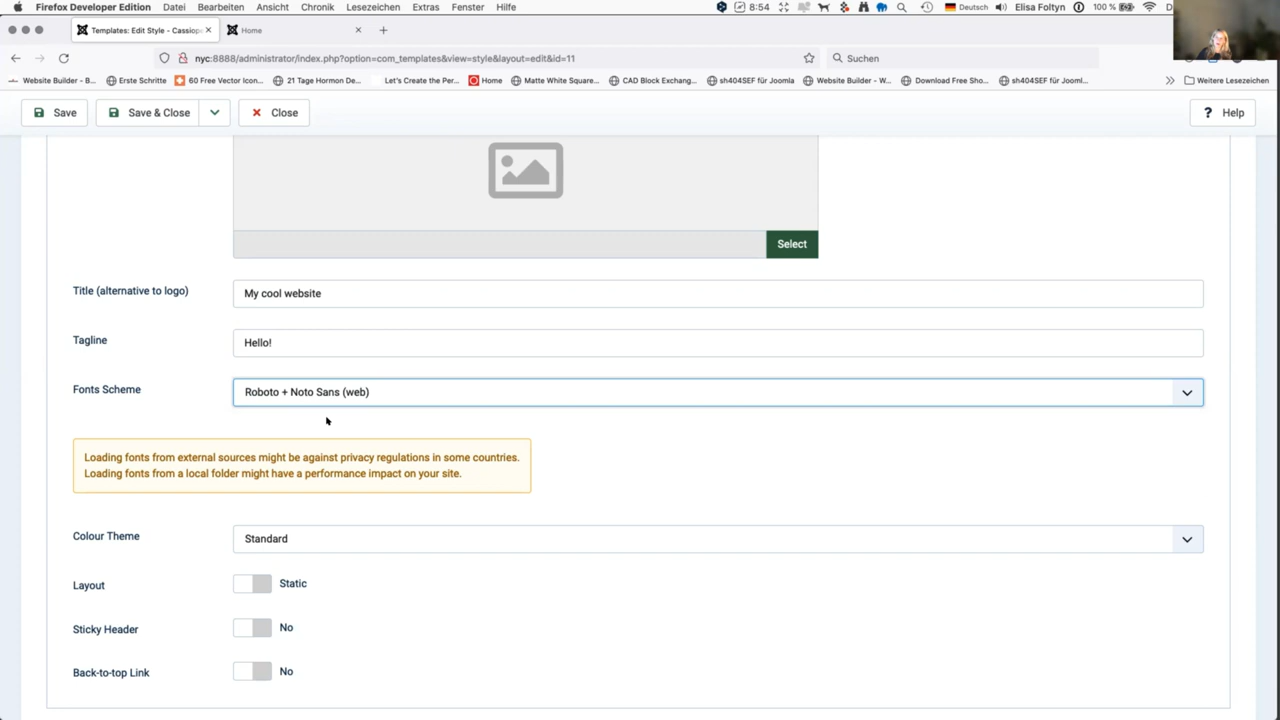 Firefox Developer Edition Datei Bearbeiten Ansicht Chronik Lesezeichen Extras Fenster Hilfe 8:54 Deutsch Elisa Foltyn 100 %
Templates: Edit Style - Cassiop Home
nyc:8888/administrator/index.php?option=com_templates&view=style&layout=edit&id=11 Suchen
Website Builder - B... Erste Schritte 60 Free Vector Icon... 21 Tage Hormon De... Let's Create the Per... Home Matte White Square... CAD Block Exchang... sh404SEF für Joomla Website Builder - W... Download Free Sho... sh404SEF für Jooml... Weitere Lesezeichen
Save Save & Close Close ? Help
Select
Title (alternative to logo) My cool website
Tagline Hello!
Fonts Scheme Roboto + Noto Sans (web)
Loading fonts from external sources might be against privacy regulations in some countries.
Loading fonts from a local folder might have a performance impact on your site.
Colour Theme Standard
Layout Static
Sticky Header No
Back-to-top Link No